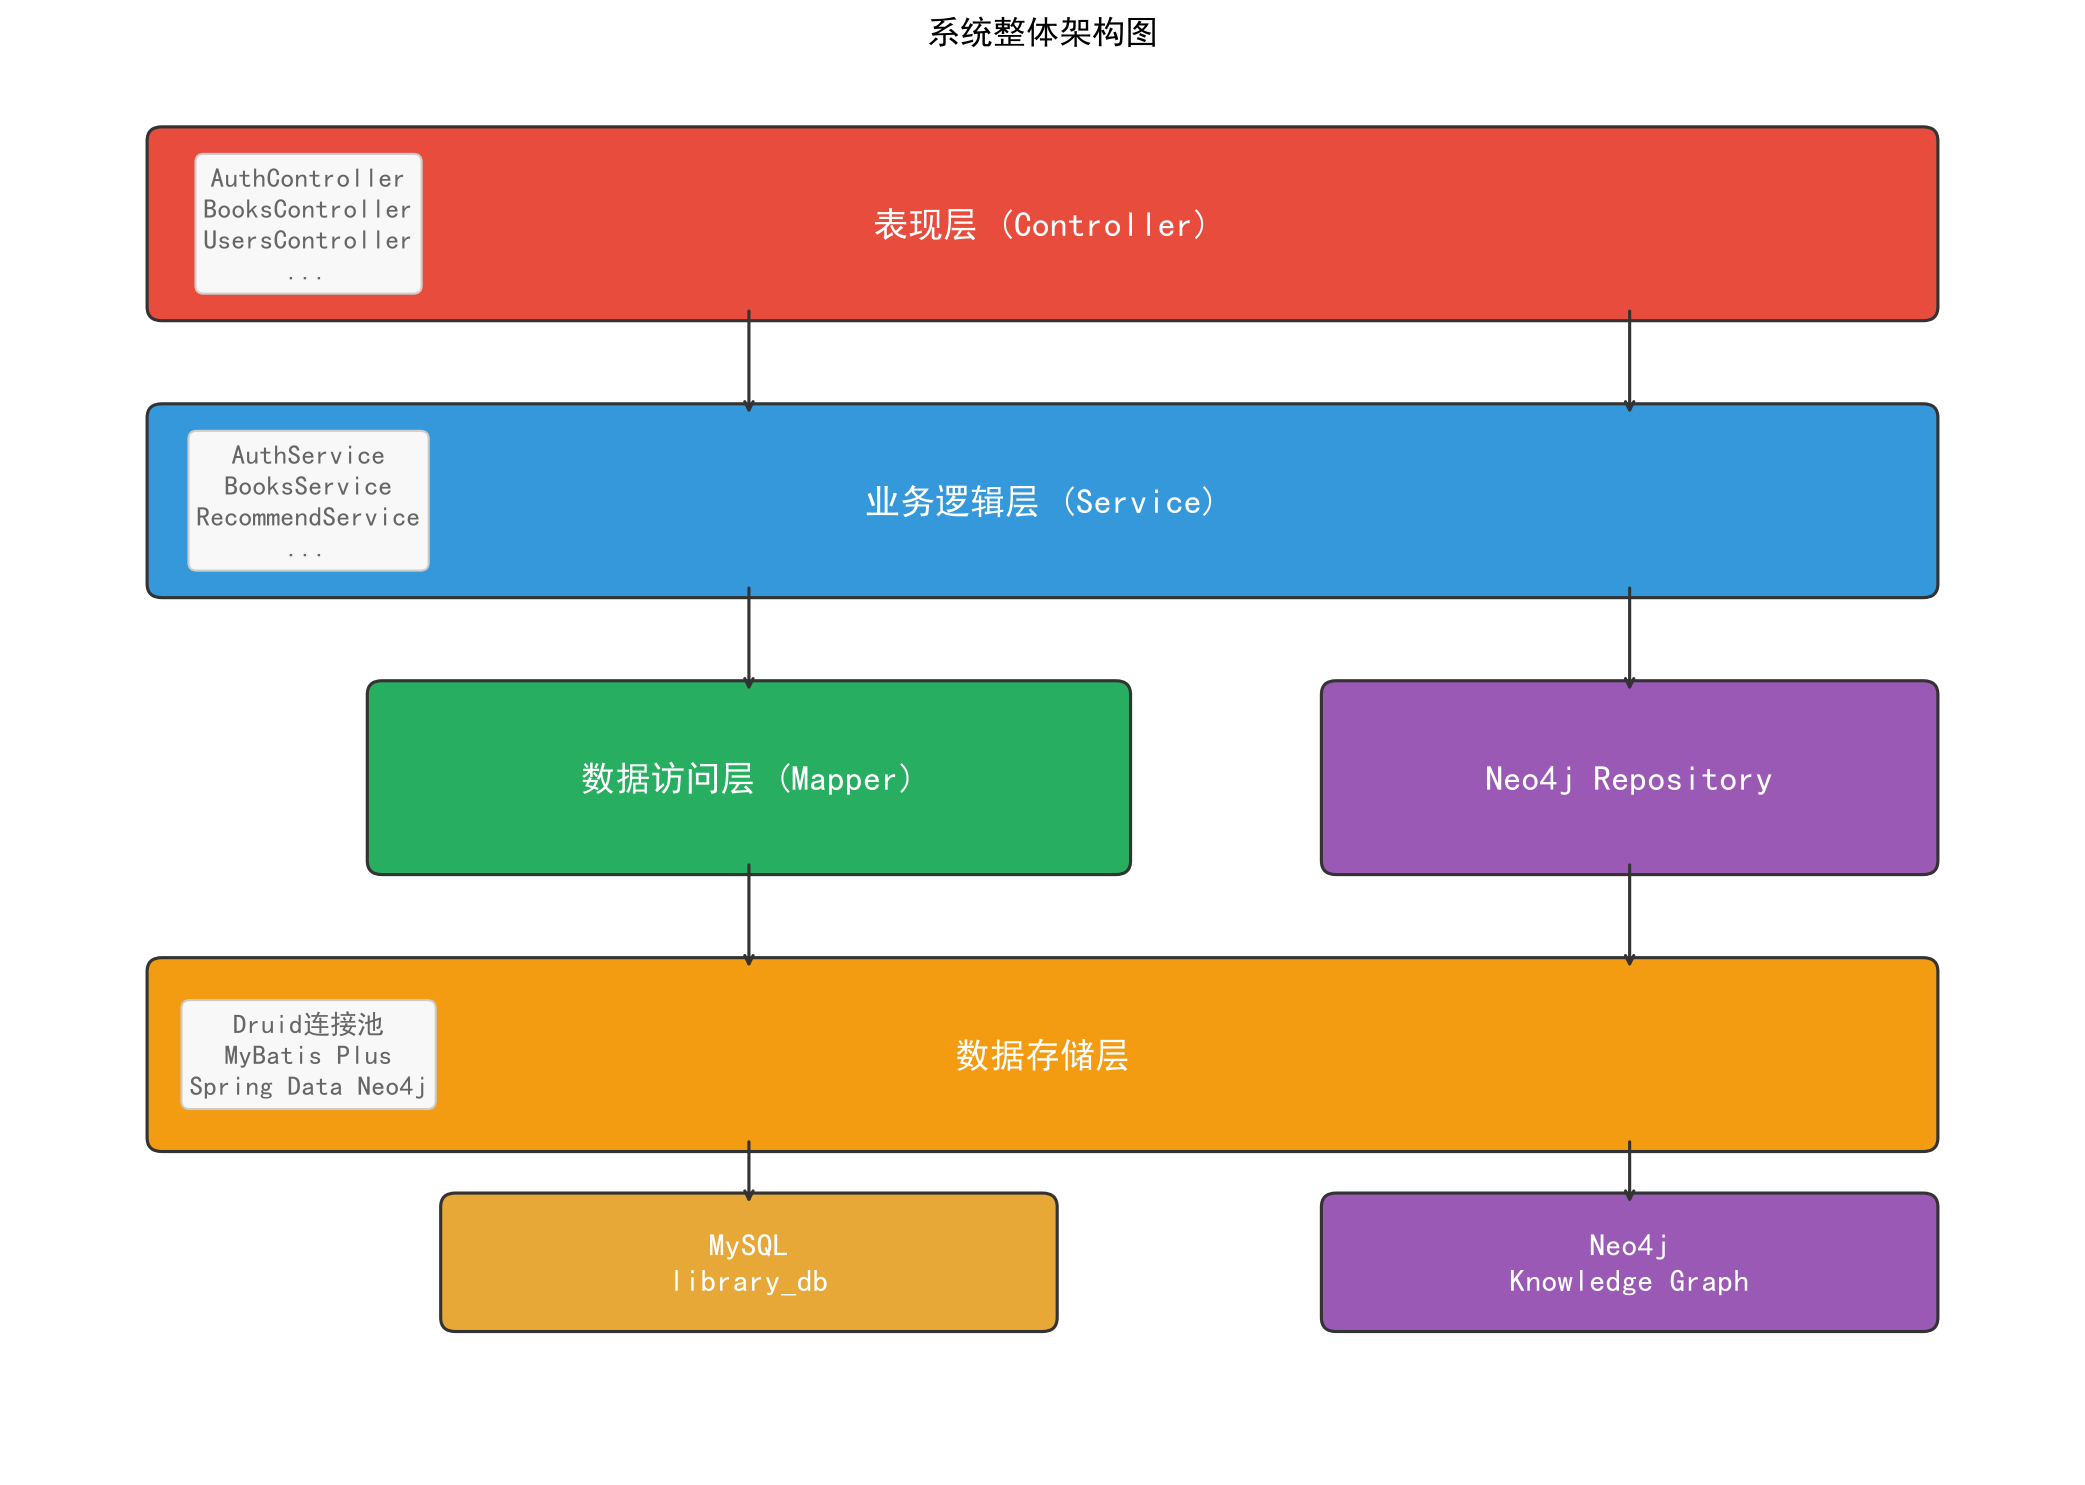 系统整体架构图
AuthController
BooksController
UsersController
...
表现层 (Controller)
AuthService
BooksService
RecommendService
...
业务逻辑层 (Service)
数据访问层 (Mapper)
Neo4j Repository
Druid连接池
MyBatis Plus
Spring Data Neo4j
数据存储层
MySQL
library_db
Neo4j
Knowledge Graph